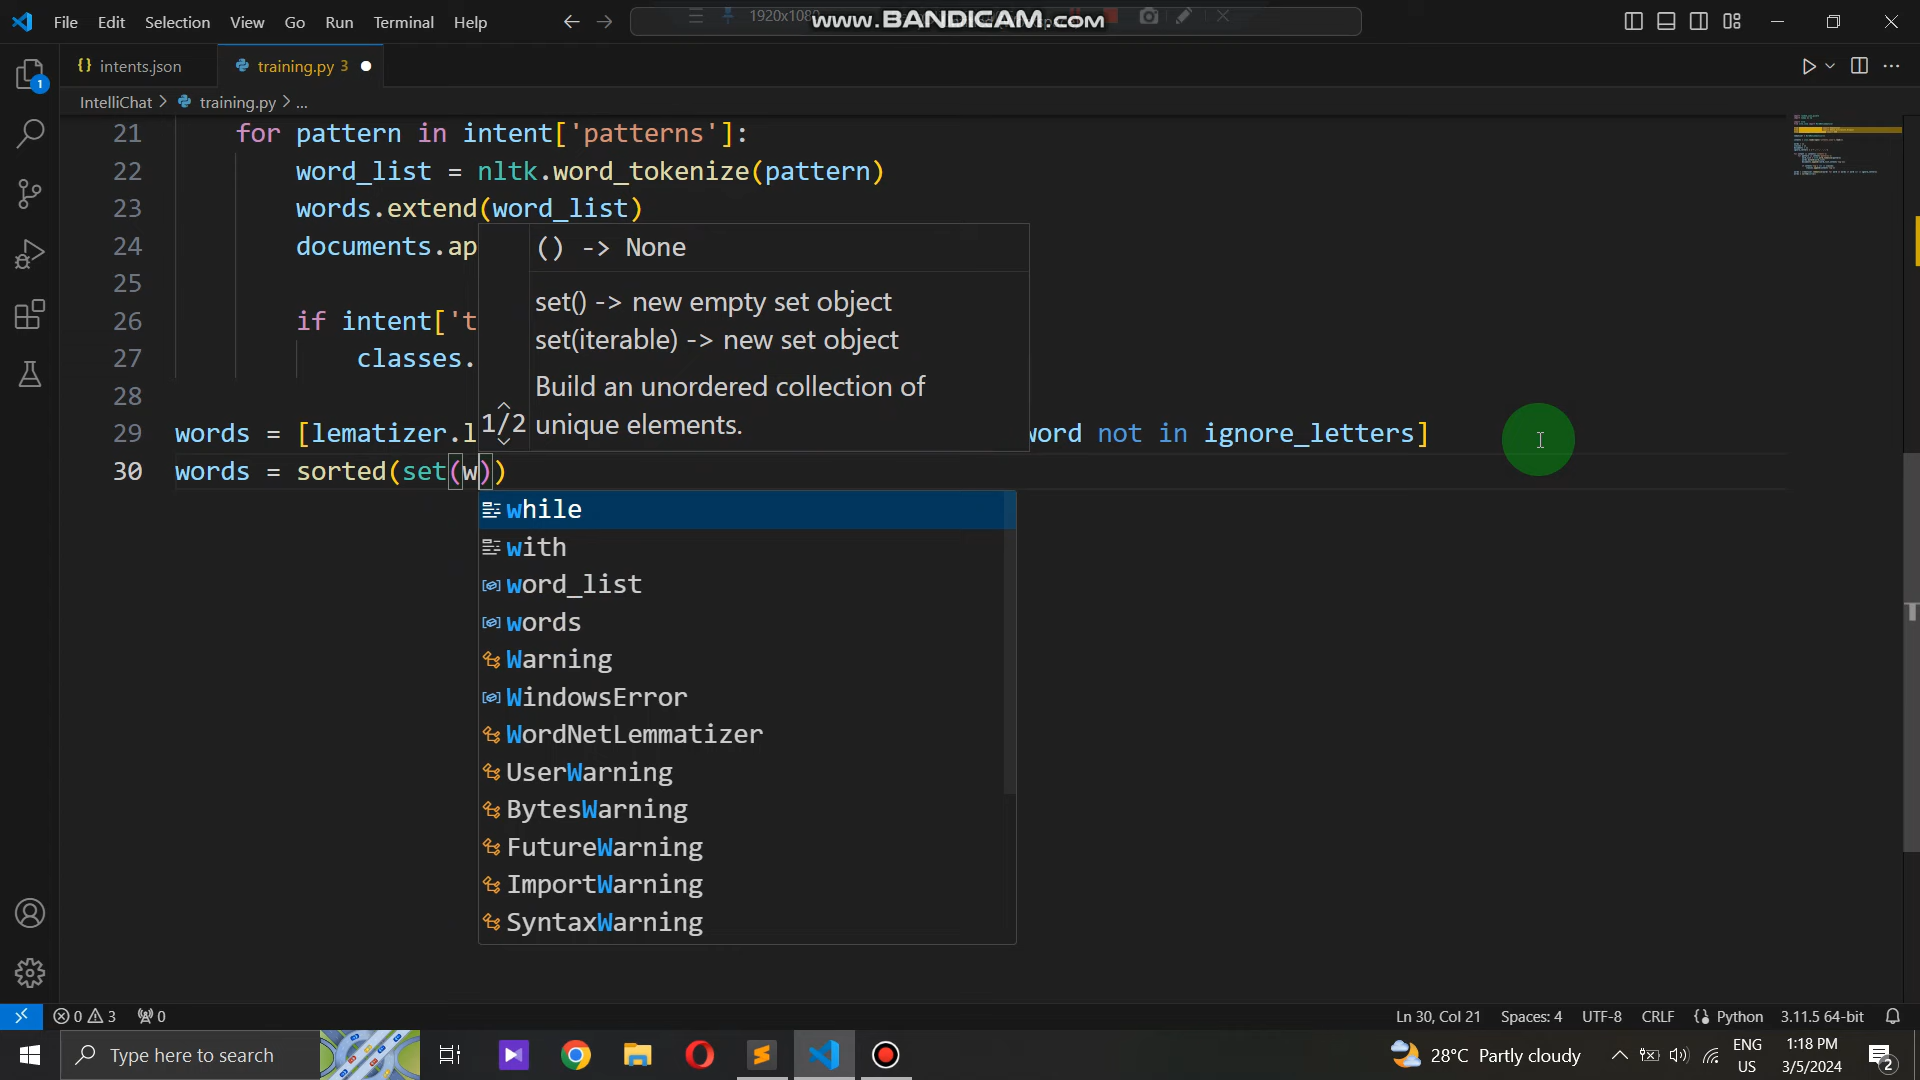 File Edit Selection View Go Run Terminal Help
1920x1080
www.BANDICAM.com
{} intents.json
training.py 3
IntelliChat > training.py > ...
1
21 for pattern in intent['patterns']:
22 word_list = nltk.word_tokenize(pattern)
23 words.extend(word_list)
24 documents.ap
25
26 if intent['t
27 classes.
28
29 words = [lematizer.l word not in ignore_letters]
30 words = sorted(set(w))
() -> None
set() -> new empty set object
set(iterable) -> new set object
Build an unordered collection of
1/2 unique elements.
while
with
word_list
words
Warning
WindowsError
WordNetLemmatizer
UserWarning
BytesWarning
FutureWarning
ImportWarning
SyntaxWarning
0 3 0
Ln 30, Col 21 Spaces: 4 UTF-8 CRLF {} Python 3.11.5 64-bit
Type here to search
28°C Partly cloudy
ENG
US
1:18 PM
3/5/2024
2